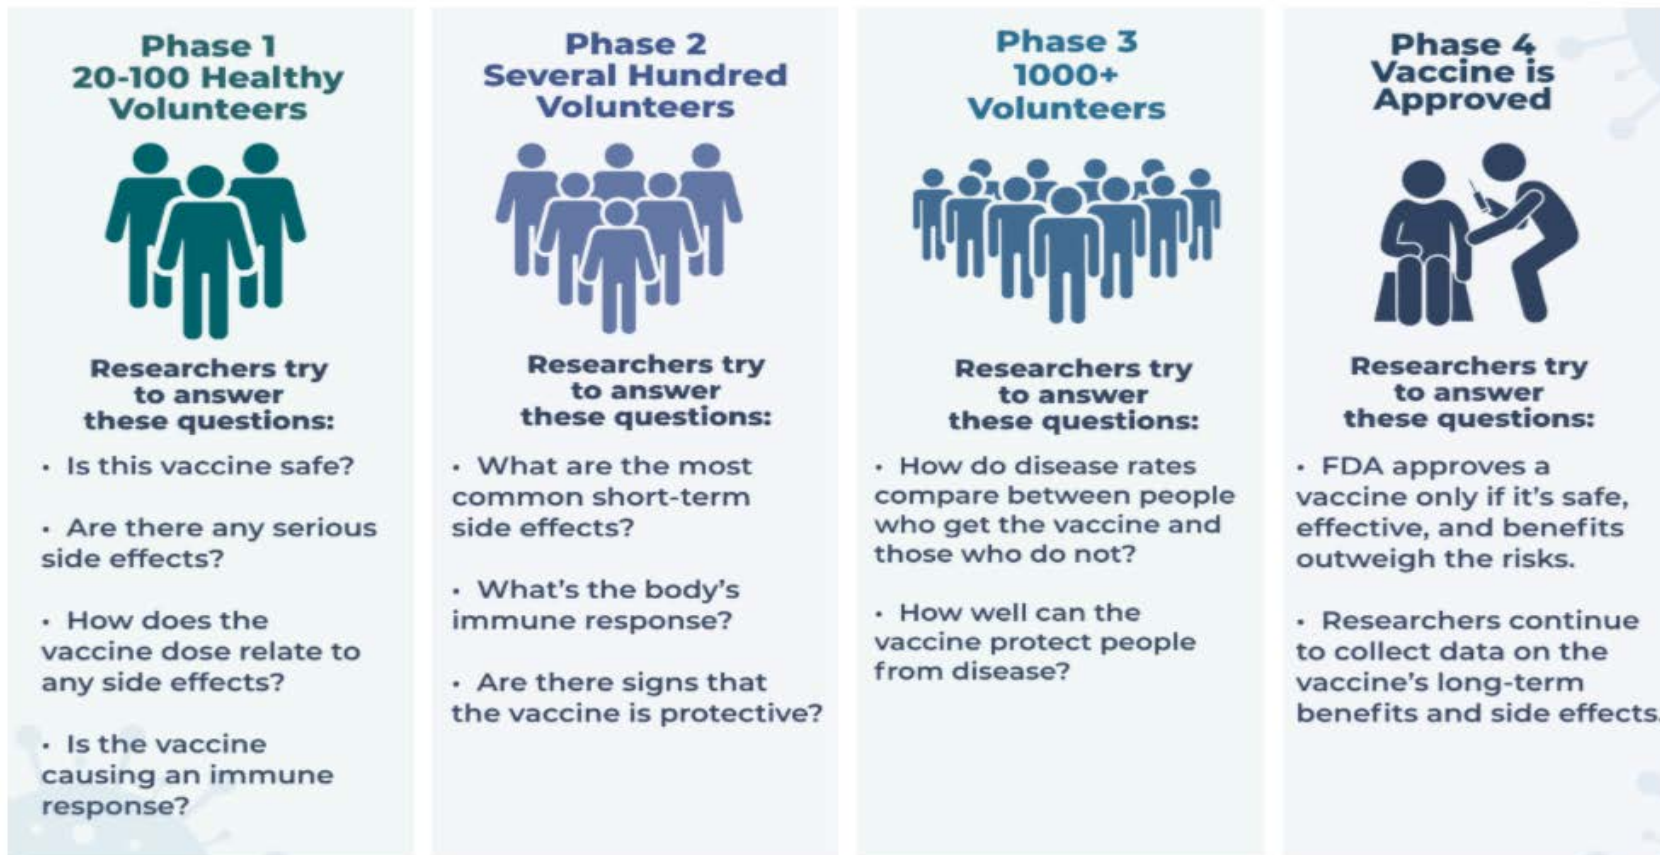 Phase 1
20-100 Healthy
Volunteers
Researchers try
to answer
these questions:
• Is this vaccine safe?
• Are there any serious
side effects?
• How does the
vaccine dose relate to
any side effects?
• Is the vaccine
causing an immune
response?
Phase 2
Several Hundred
Volunteers
Researchers try
to answer
these questions:
• What are the most
common short-term
side effects?
• What's the body's
immune response?
• Are there signs that
the vaccine is protective?
Phase 3
1000+
Volunteers
Researchers try
to answer
these questions:
• How do disease rates
compare between people
who get the vaccine and
those who do not?
• How well can the
vaccine protect people
from disease?
Phase 4
Vaccine is
Approved
Researchers try
to answer
these questions:
• FDA approves a
vaccine only if it's safe,
effective, and benefits
outweigh the risks.
• Researchers continue
to collect data on the
vaccine's long-term
benefits and side effects.